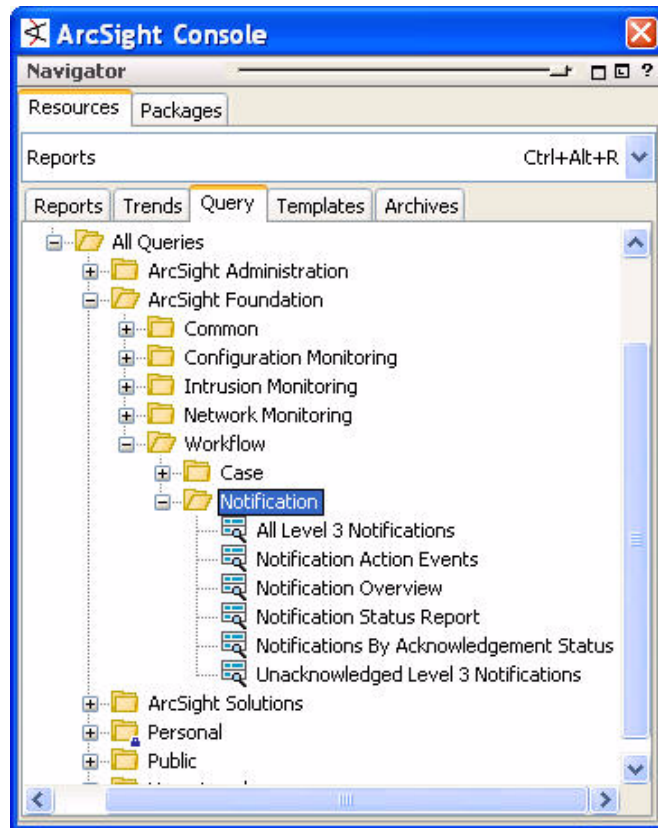 ArcSight Console
Navigator ?
Resources Packages
Reports Ctrl+Alt+R
Reports Trends Query Templates Archives
All Queries
ArcSight Administration
ArcSight Foundation
Common
Configuration Monitoring
Intrusion Monitoring
Network Monitoring
Workflow
Case
Notification
All Level 3 Notifications
Notification Action Events
Notification Overview
Notification Status Report
Notifications By Acknowledgement Status
Unacknowledged Level 3 Notifications
ArcSight Solutions
Personal
Public